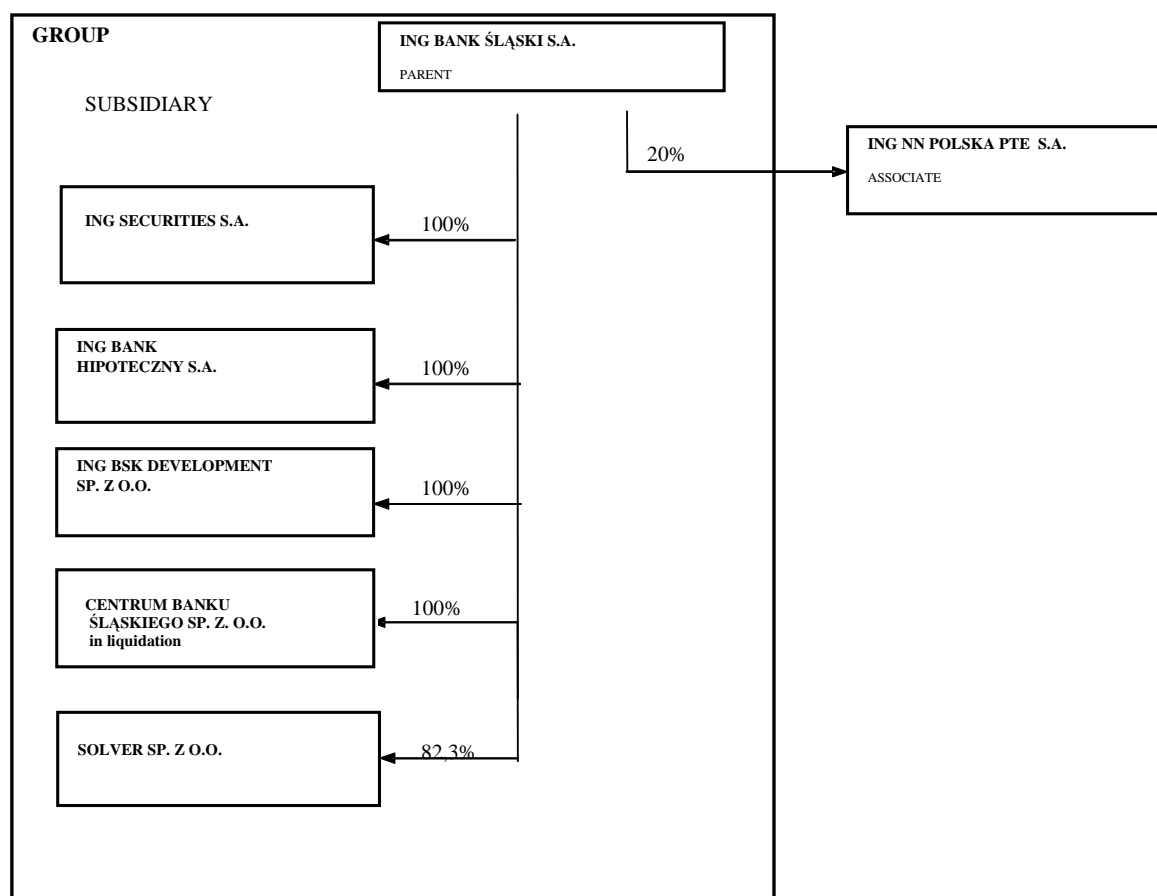 GROUP
ING BANK ŚLĄSKI S.A.
PARENT
SUBSIDIARY
20%
ING NN POLSKA PTE S.A.
ASSOCIATE
ING SECURITIES S.A.
100%
ING BANK
HIPOTECZNY S.A.
100%
ING BSK DEVELOPMENT
SP. Z O.O.
100%
CENTRUM BANKU
ŚLĄSKIEGO SP. Z. O.O.
in liquidation
100%
SOLVER SP. Z O.O.
82,3%